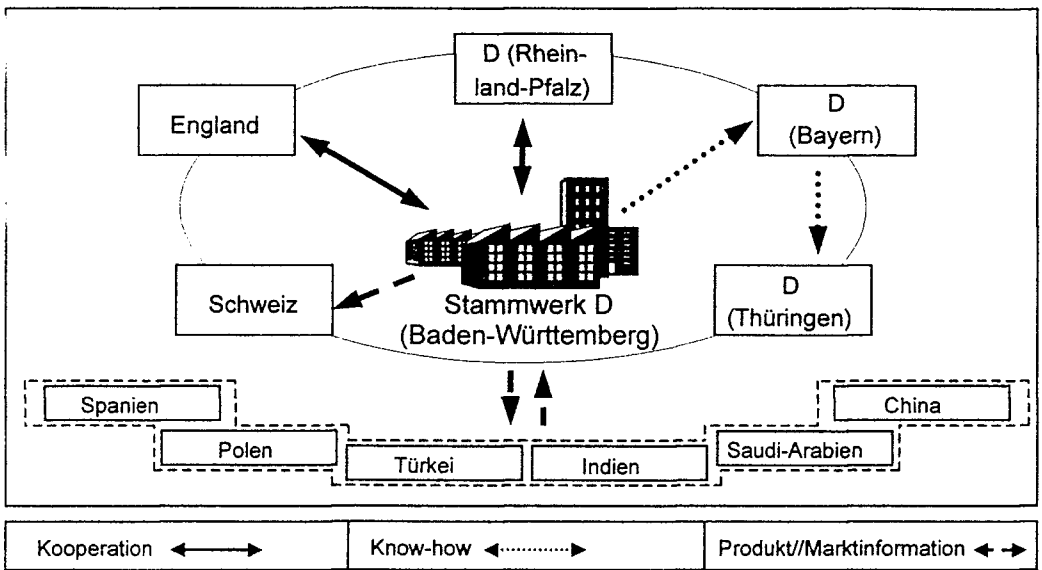 D (Rhein-
land-Pfalz)
England
D
(Bayern)
Schweiz
Stammwerk D
(Baden-Württemberg)
D
(Thüringen)
Spanien
China
Polen
Saudi-Arabien
Türkei
Indien
Kooperation
Know-how
Produkt//Marktinformation